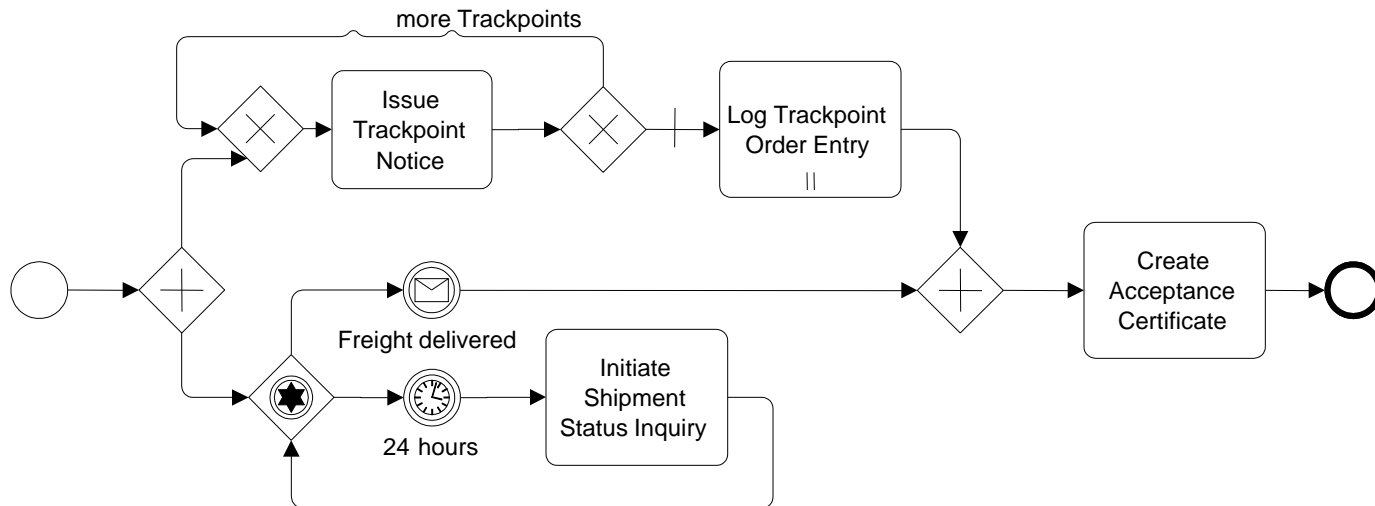 more Trackpoints
Issue
Trackpoint
Notice
Log Trackpoint
Order Entry
Freight delivered
24 hours
Initiate
Shipment
Status Inquiry
Create
Acceptance
Certificate